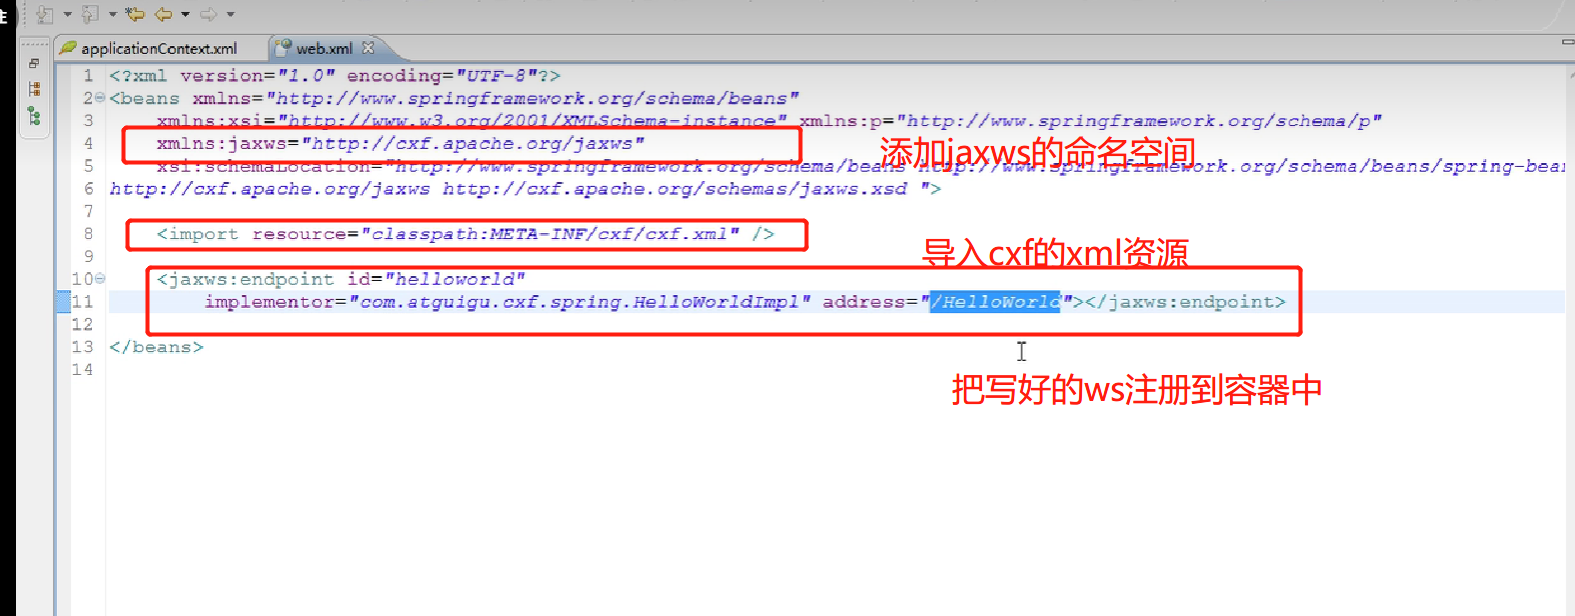 住
applicationContext.xml
web.xml
1 <?xml version="1.0" encoding="UTF-8"?>
2 <beans xmlns="http://www.springframework.org/schema/beans"
3 xmlns:xsi="http://www.w3.org/2001/XMLSchema-instance" xmlns:p="http://www.springframework.org/schema/p"
4 xmlns:jaxws="http://cxf.apache.org/jaxws"
添加jaxws的命名空间
5 xsi:schemaLocation="http://www.springframework.org/schema/beans http://www.springframework.org/schema/beans/spring-bea
6 http://cxf.apache.org/jaxws http://cxf.apache.org/schemas/jaxws.xsd ">
7
8 <import resource="classpath:META-INF/cxf/cxf.xml" />
导入cxf的xml资源
9
10 <jaxws:endpoint id="helloworld"
11 implementor="com.atguigu.cxf.spring.HelloWorldImpl" address="/HelloWorld"></jaxws:endpoint>
12
13 </beans>
14
把写好的ws注册到容器中